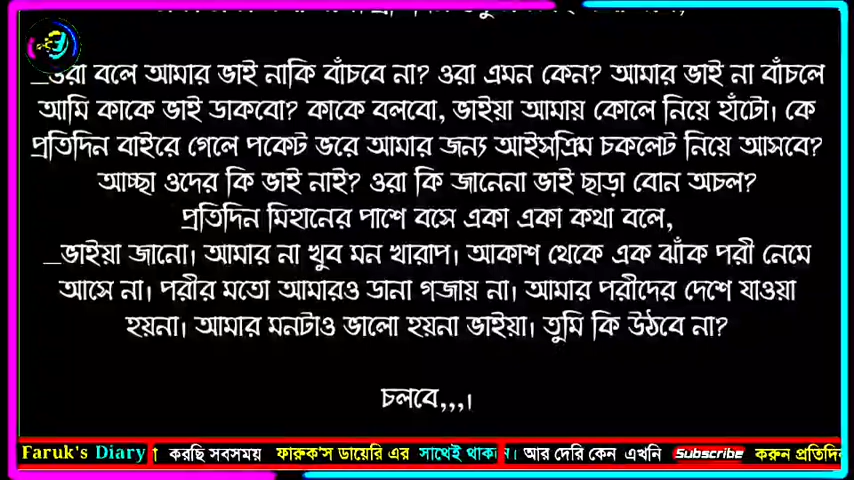 _ওরা বলে আমার ভাই নাকি বাঁচবে না? ওরা এমন কেন? আমার ভাই না বাঁচলে
আমি কাকে ভাই ডাকবো? কাকে বলবো, ভাইয়া আমায় কোলে নিয়ে হাঁটো। কে
প্রতিদিন বাইরে গেলে পকেট ভরে আমার জন্য আইসক্রিম চকলেট নিয়ে আসবে?
আচ্ছা ওদের কি ভাই নাই? ওরা কি জানেনা ভাই ছাড়া বোন অচল?
প্রতিদিন মিহানের পাশে বসে একা একা কথা বলে,
_ভাইয়া জানো। আমার না খুব মন খারাপ। আকাশ থেকে এক ঝাঁক পরী নেমে
আসে না। পরীর মতো আমারও ডানা গজায় না। আমার পরীদের দেশে যাওয়া
হয়না। আমার মনটাও ভালো হয়না ভাইয়া। তুমি কি উঠবে না?
চলবে,,,।
Faruk's Diary করছি সবসময় ফারুক'স ডায়েরি এর সাথেই থাকন। আর দেরি কেন এখনি Subscribe করুন প্রতিদি